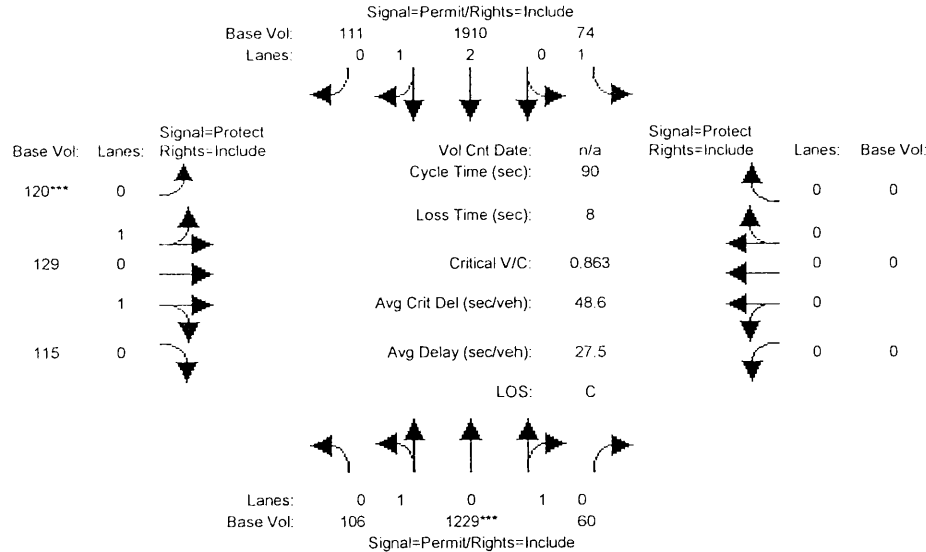 Signal=Permit/Rights=Include
Base Vol: 111 1910 74
Lanes: 0 1 2 0 1
Signal=Protect
Base Vol: Lanes: Rights=Include
Vol Cnt Date: n/a
Signal=Protect
Rights=Include Lanes: Base Vol:
Cycle Time (sec): 90
120*** 0 0 0
Loss Time (sec): 8
1 0
129 0 Critical V/C: 0.863 0 0
1 Avg Crit Del (sec/veh): 48.6 0
115 0 Avg Delay (sec/veh): 27.5 0 0
LOS: C
Lanes: 0 1 0 1 0
Base Vol: 106 1229*** 60
Signal=Permit/Rights=Include